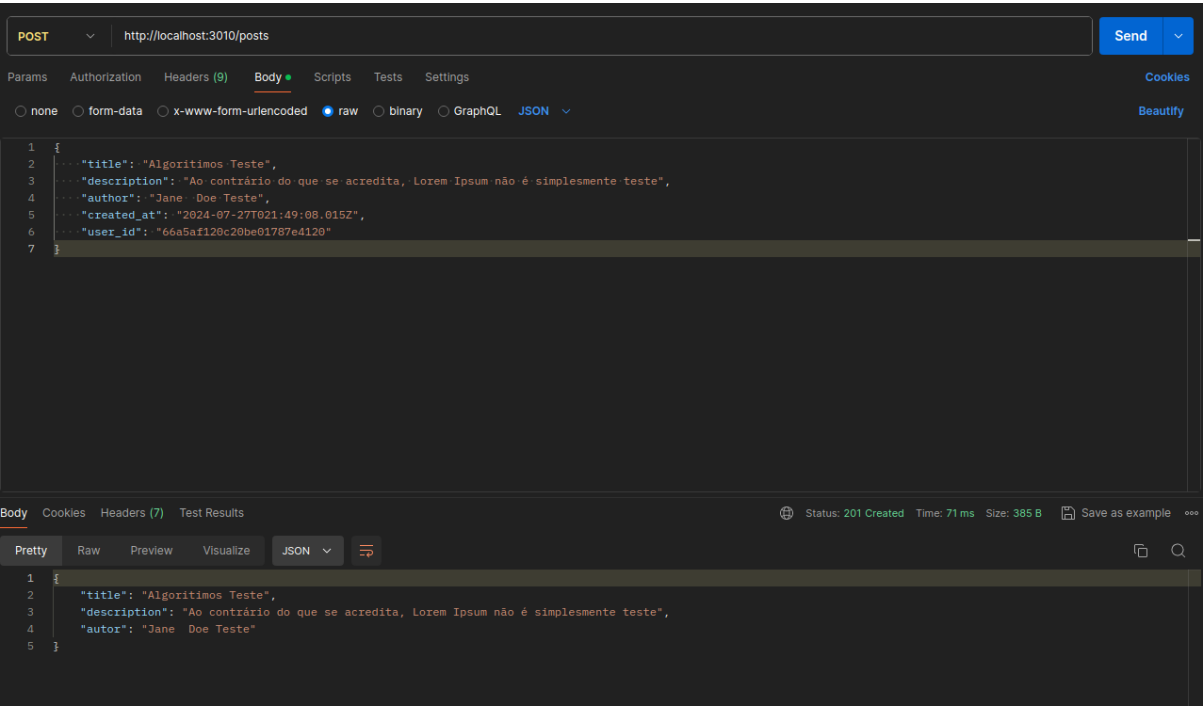 POST http://localhost:3010/posts Send
Params Authorization Headers (9) Body Scripts Tests Settings Cookies
none form-data x-www-form-urlencoded raw binary GraphQL JSON Beautify
1 {
2 "title": "Algoritimos Teste",
3 "description": "Ao contrário do que se acredita, Lorem Ipsum não é simplesmente teste",
4 "author": "Jane  Doe Teste",
5 "created_at": "2024-07-27T021:49:08.015Z",
6 "user_id": "66a5af120c20be01787e4120"
7 }
Body Cookies Headers (7) Test Results Status: 201 Created Time: 71 ms Size: 385 B Save as example
Pretty Raw Preview Visualize JSON
1 {
2 "title": "Algoritimos Teste",
3 "description": "Ao contrário do que se acredita, Lorem Ipsum não é simplesmente teste",
4 "autor": "Jane  Doe Teste"
5 }